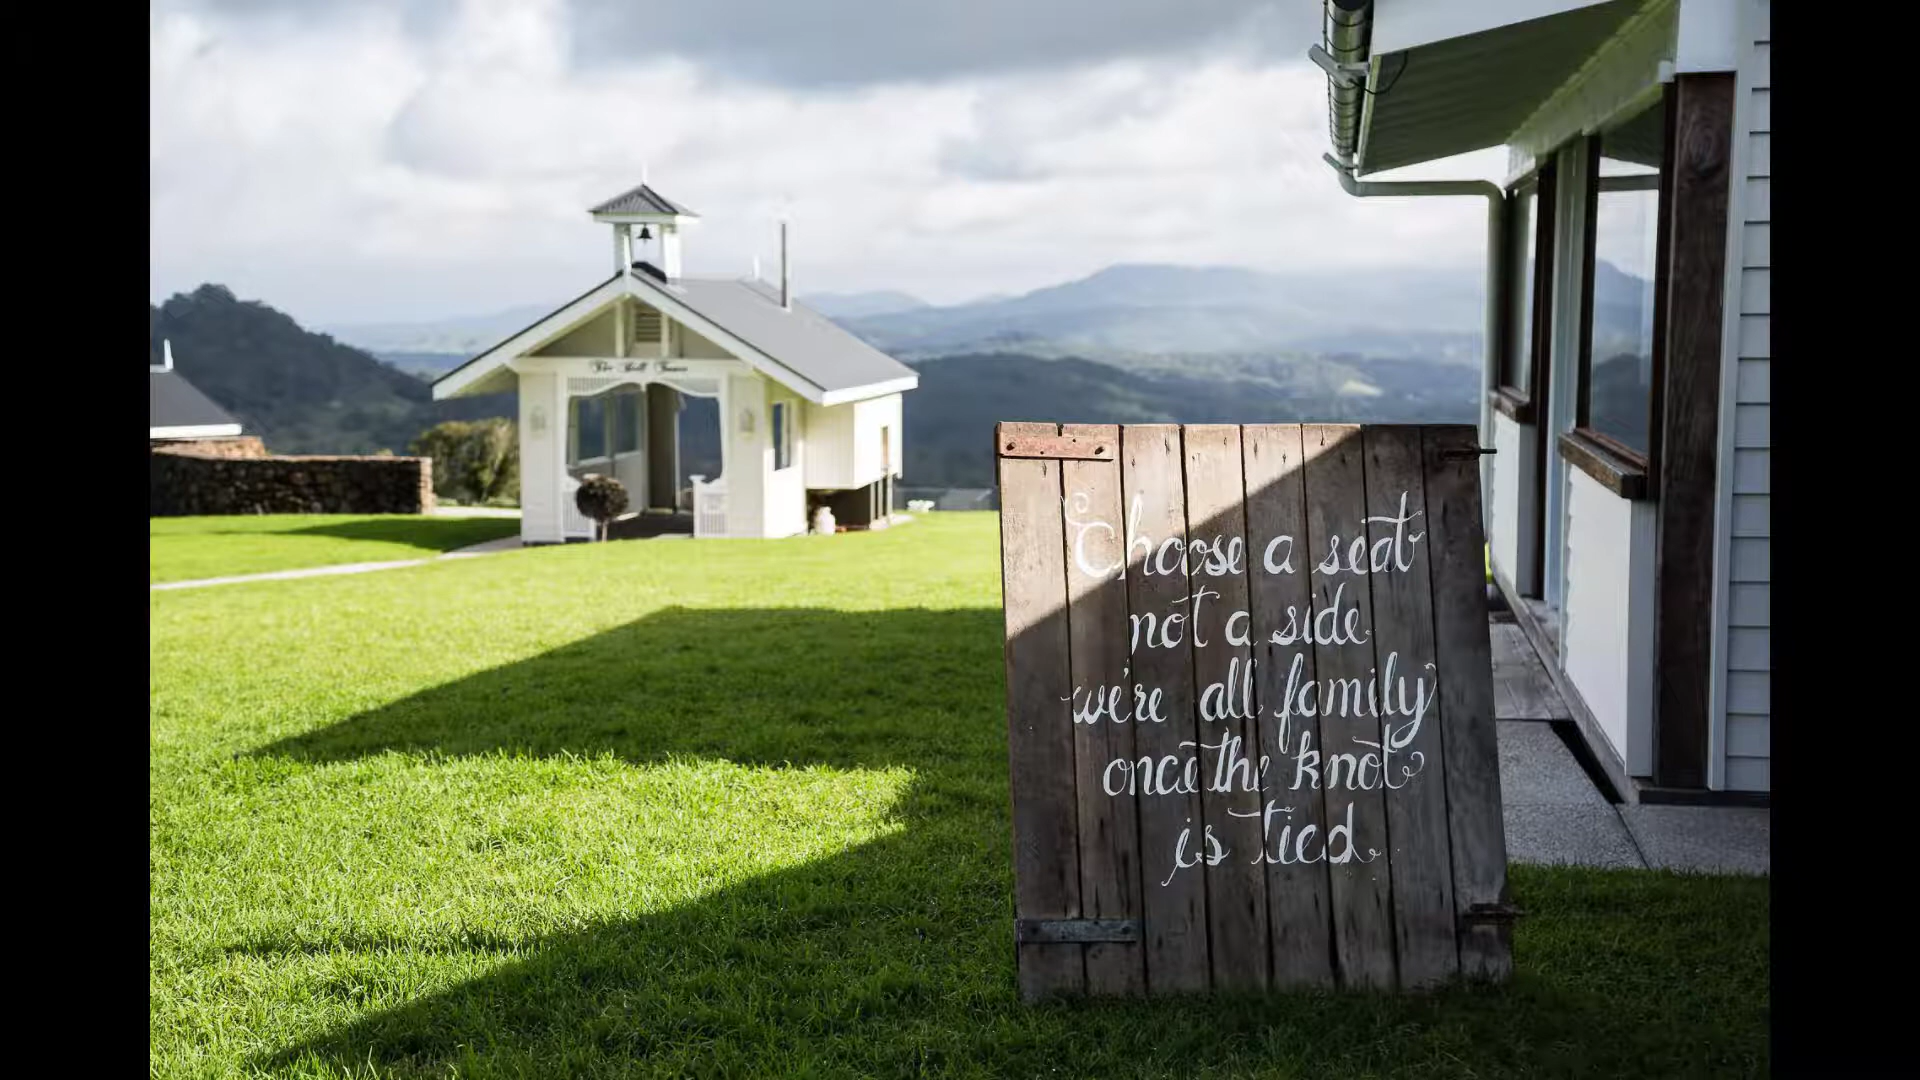 Choose a seat
not a side
we're all family
once the knot
is tied